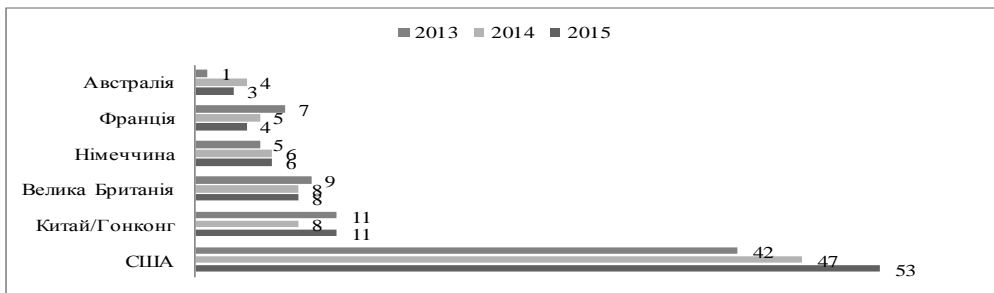 2013 2014 2015
Австралія
1
4
3
Франція
7
5
4
Німеччина
5
6
6
Велика Британія
9
8
8
Китай/Гонконг
11
8
11
США
42
47
53